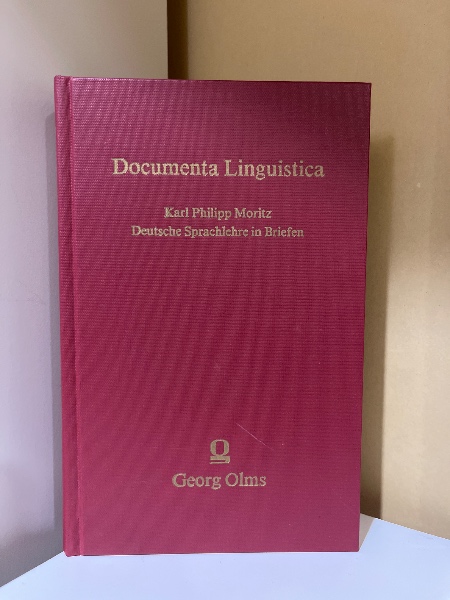 Documenta Linguistica
Karl Philipp Moritz
Deutsche Sprachlehre in Briefen
Georg Olms